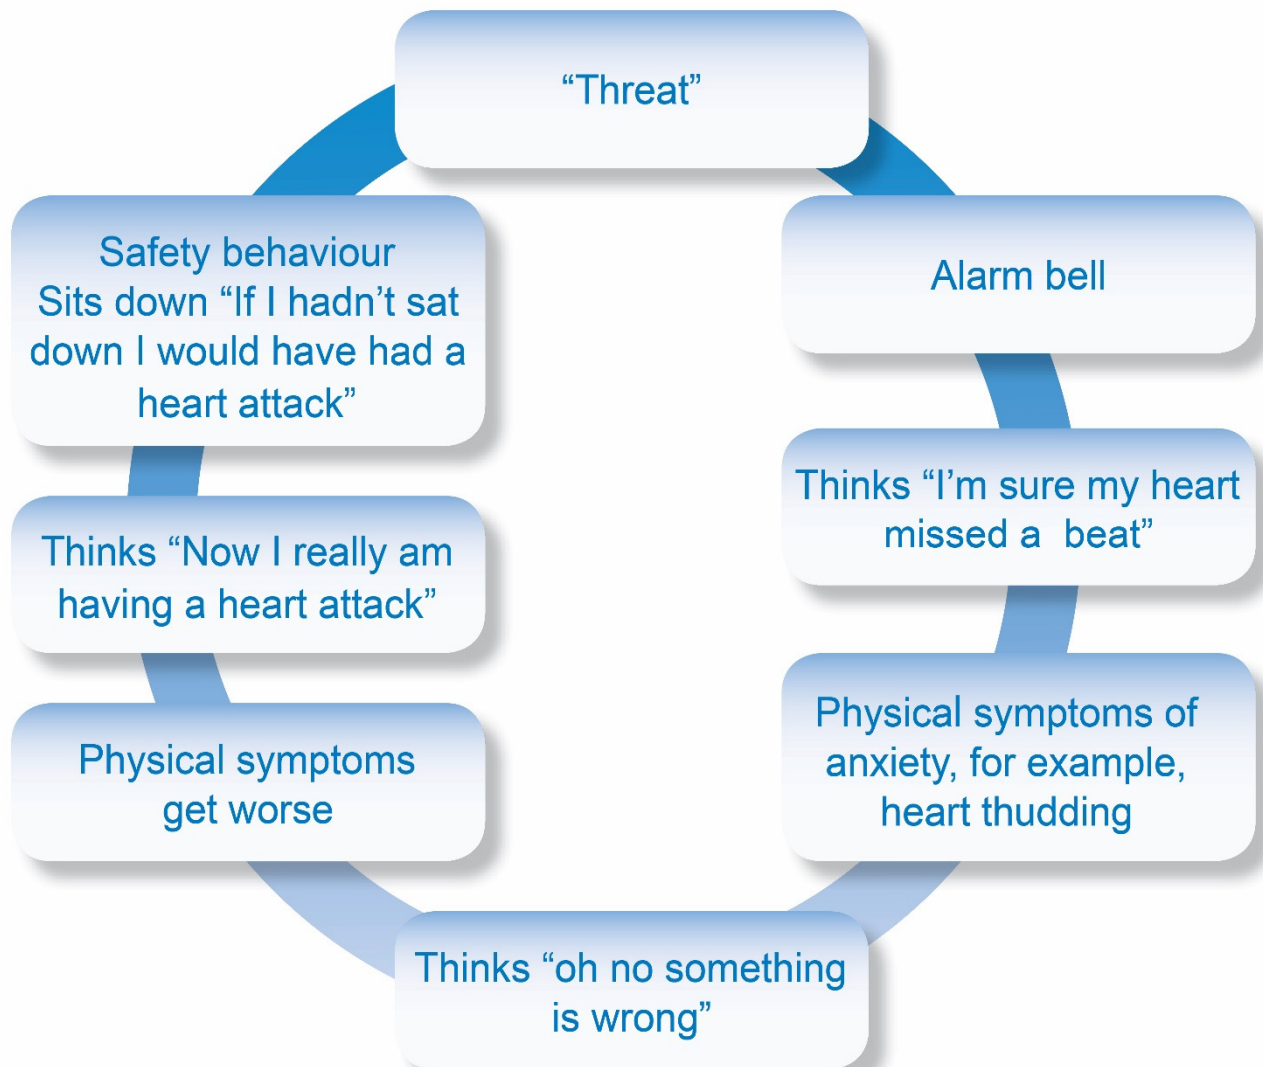 “Threat”
Alarm bell
Thinks “I’m sure my heart
missed a  beat”
Physical symptoms of
anxiety, for example,
heart thudding
Thinks “oh no something
is wrong”
Physical symptoms
get worse
Thinks “Now I really am
having a heart attack”
Safety behaviour
Sits down “If I hadn’t sat
down I would have had a
heart attack”